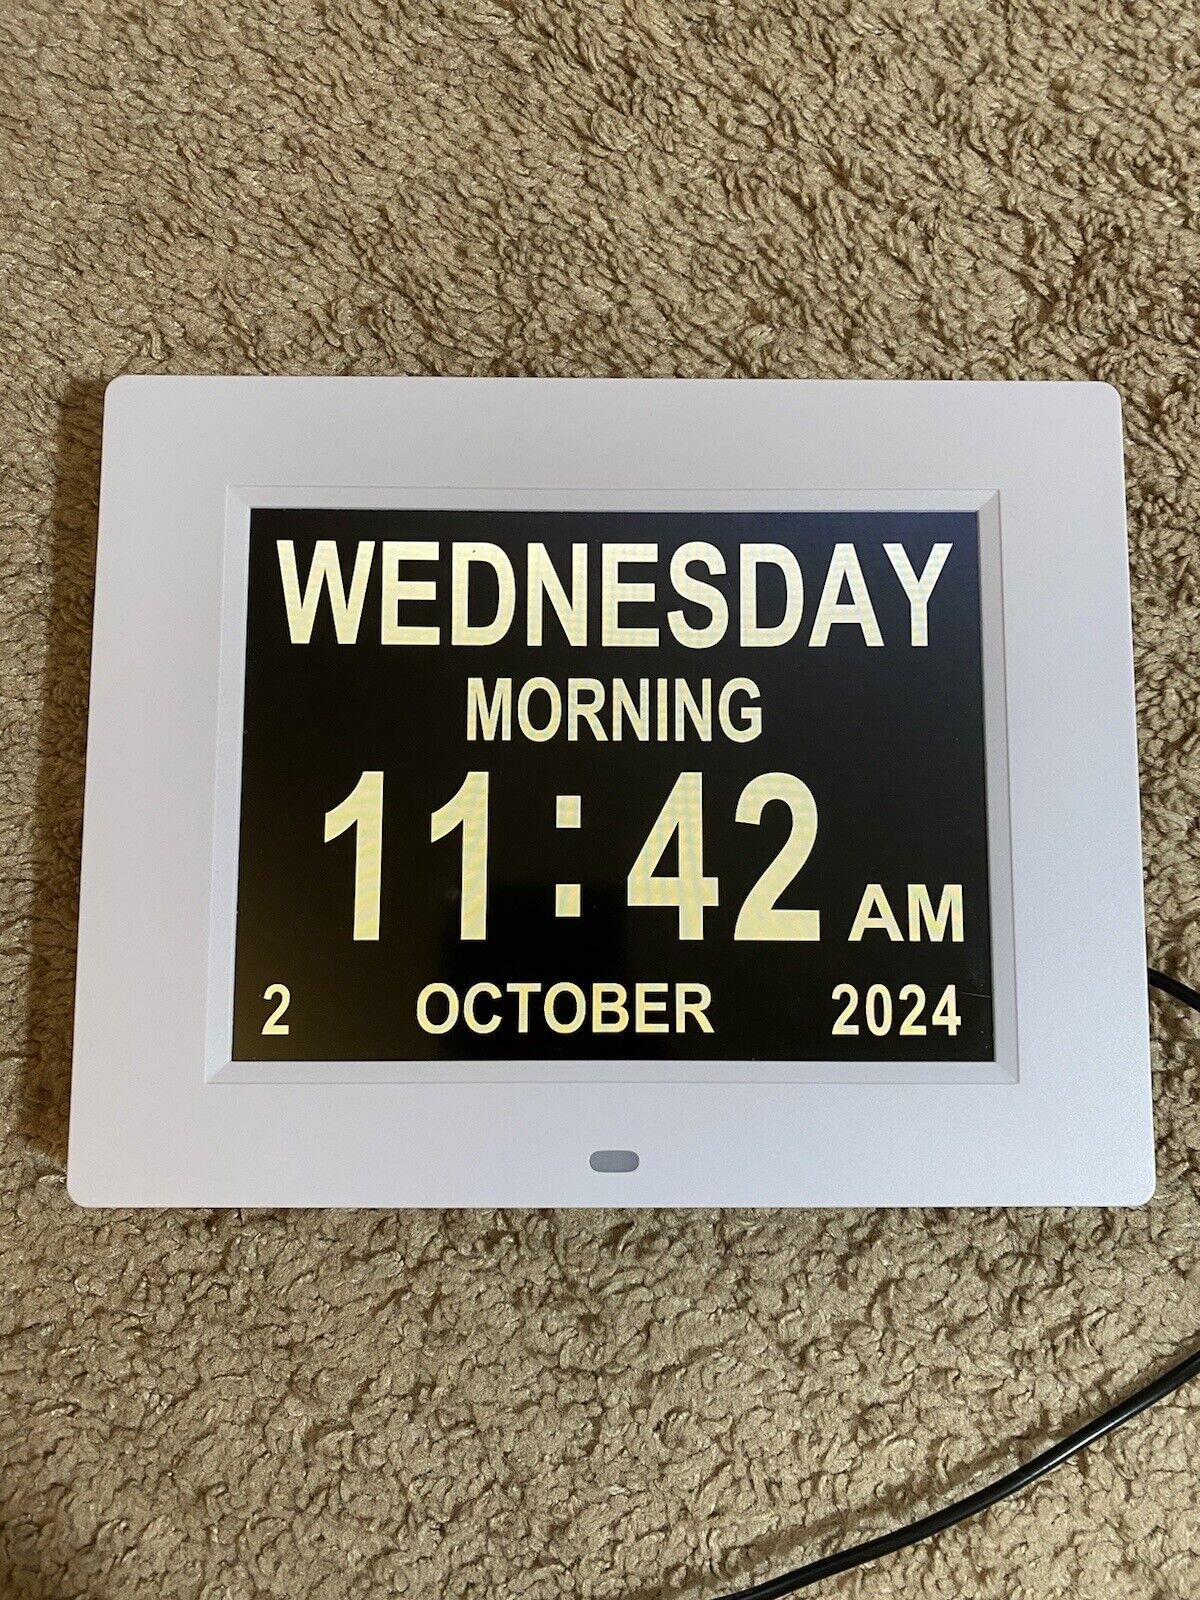 WEDNESDAY
MORNING
11:42 AM
2 OCTOBER 2024